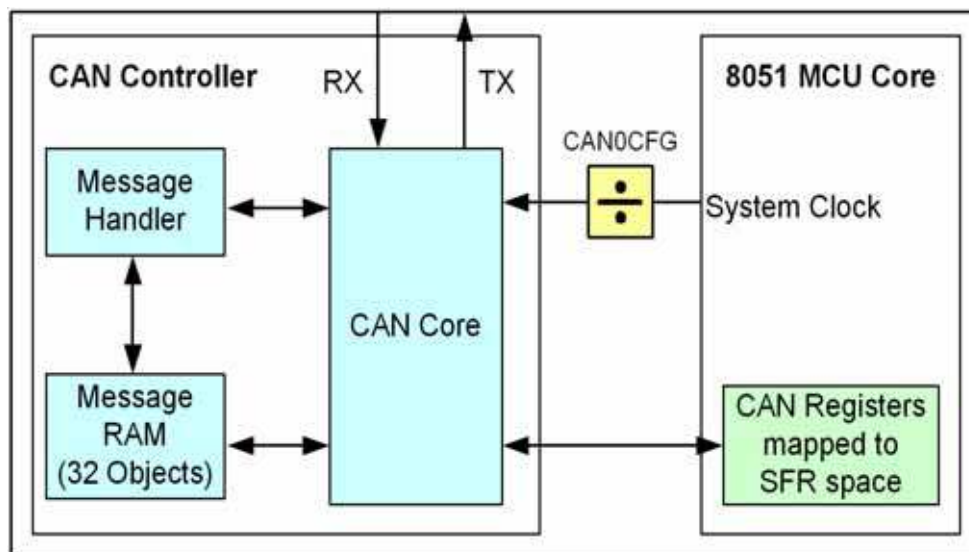 CAN Controller
RX
TX
8051 MCU Core
CAN0CFG
Message
Handler
System Clock
÷
CAN Core
Message
RAM
(32 Objects)
CAN Registers
mapped to
SFR space